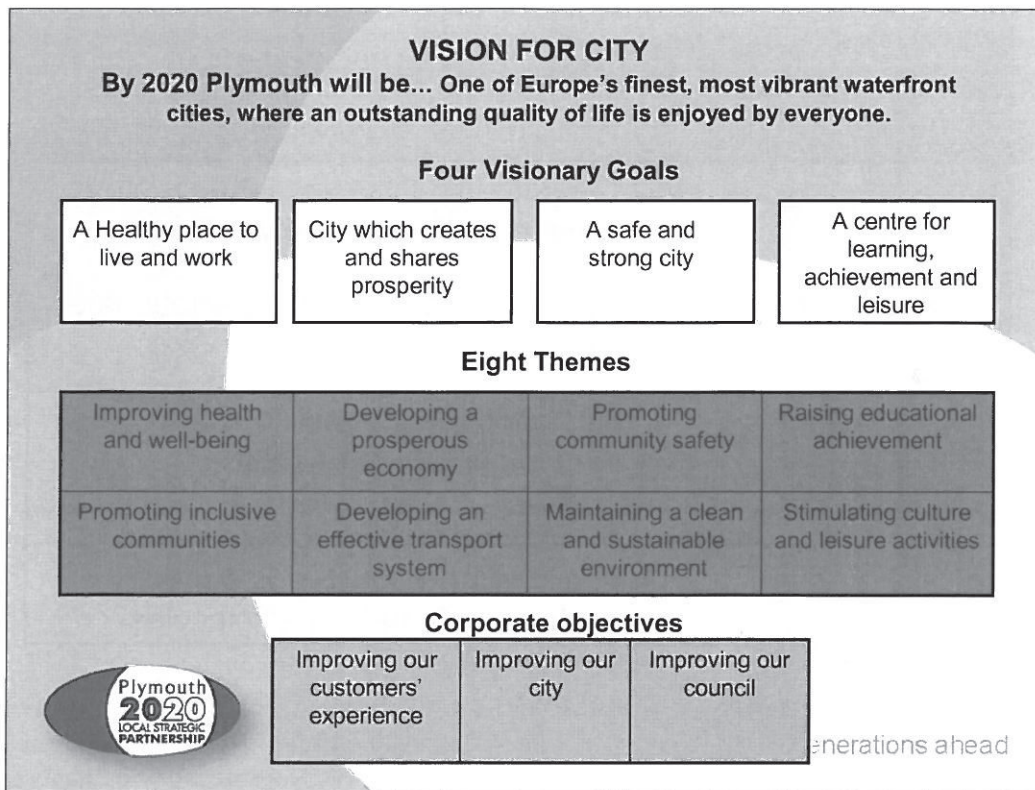 VISION FOR CITY
By 2020 Plymouth will be... One of Europe's finest, most vibrant waterfront
cities, where an outstanding quality of life is enjoyed by everyone.
Four Visionary Goals
A Healthy place to
live and work
City which creates
and shares
prosperity
A safe and
strong city
A centre for
learning,
achievement and
leisure
Eight Themes
Improving health
and well-being
Developing a
prosperous
economy
Promoting
community safety
Raising educational
achievement
Promoting inclusive
communities
Developing an
effective transport
system
Maintaining a clean
and sustainable
environment
Stimulating culture
and leisure activities
Corporate objectives
Improving our
customers'
experience
Improving our
city
Improving our
council
Plymouth
2020
LOCAL STRATEGIC
PARTNERSHIP
enerations ahead